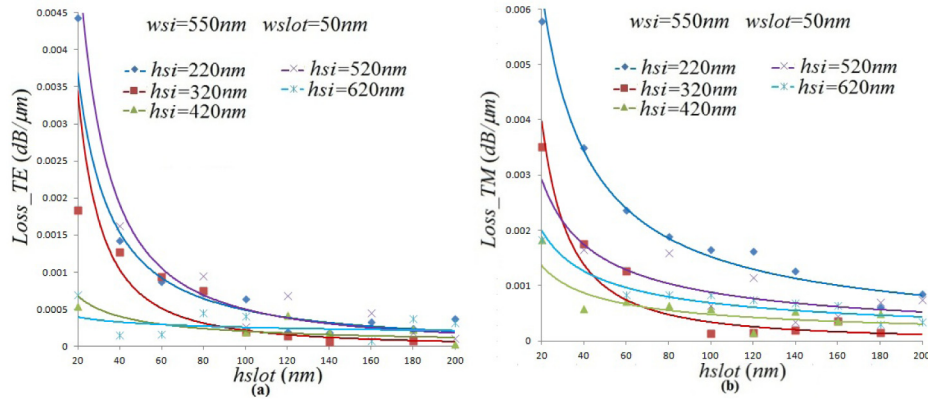 wsi=550nm wslot=50nm
hsi=220nm hsi=520nm
hsi=320nm hsi=620nm
hsi=420nm
Loss_TE (dB/μm)
0.0045
0.004
0.0035
0.003
0.0025
0.002
0.0015
0.001
0.0005
0
20 40 60 80 100 120 140 160 180 200
hslot (nm)
(a)
wsi=550nm wslot=50nm
hsi=220nm hsi=520nm
hsi=320nm hsi=620nm
hsi=420nm
Loss_TM (dB/μm)
0.006
0.005
0.004
0.003
0.002
0.001
0
20 40 60 80 100 120 140 160 180 200
hslot (nm)
(b)